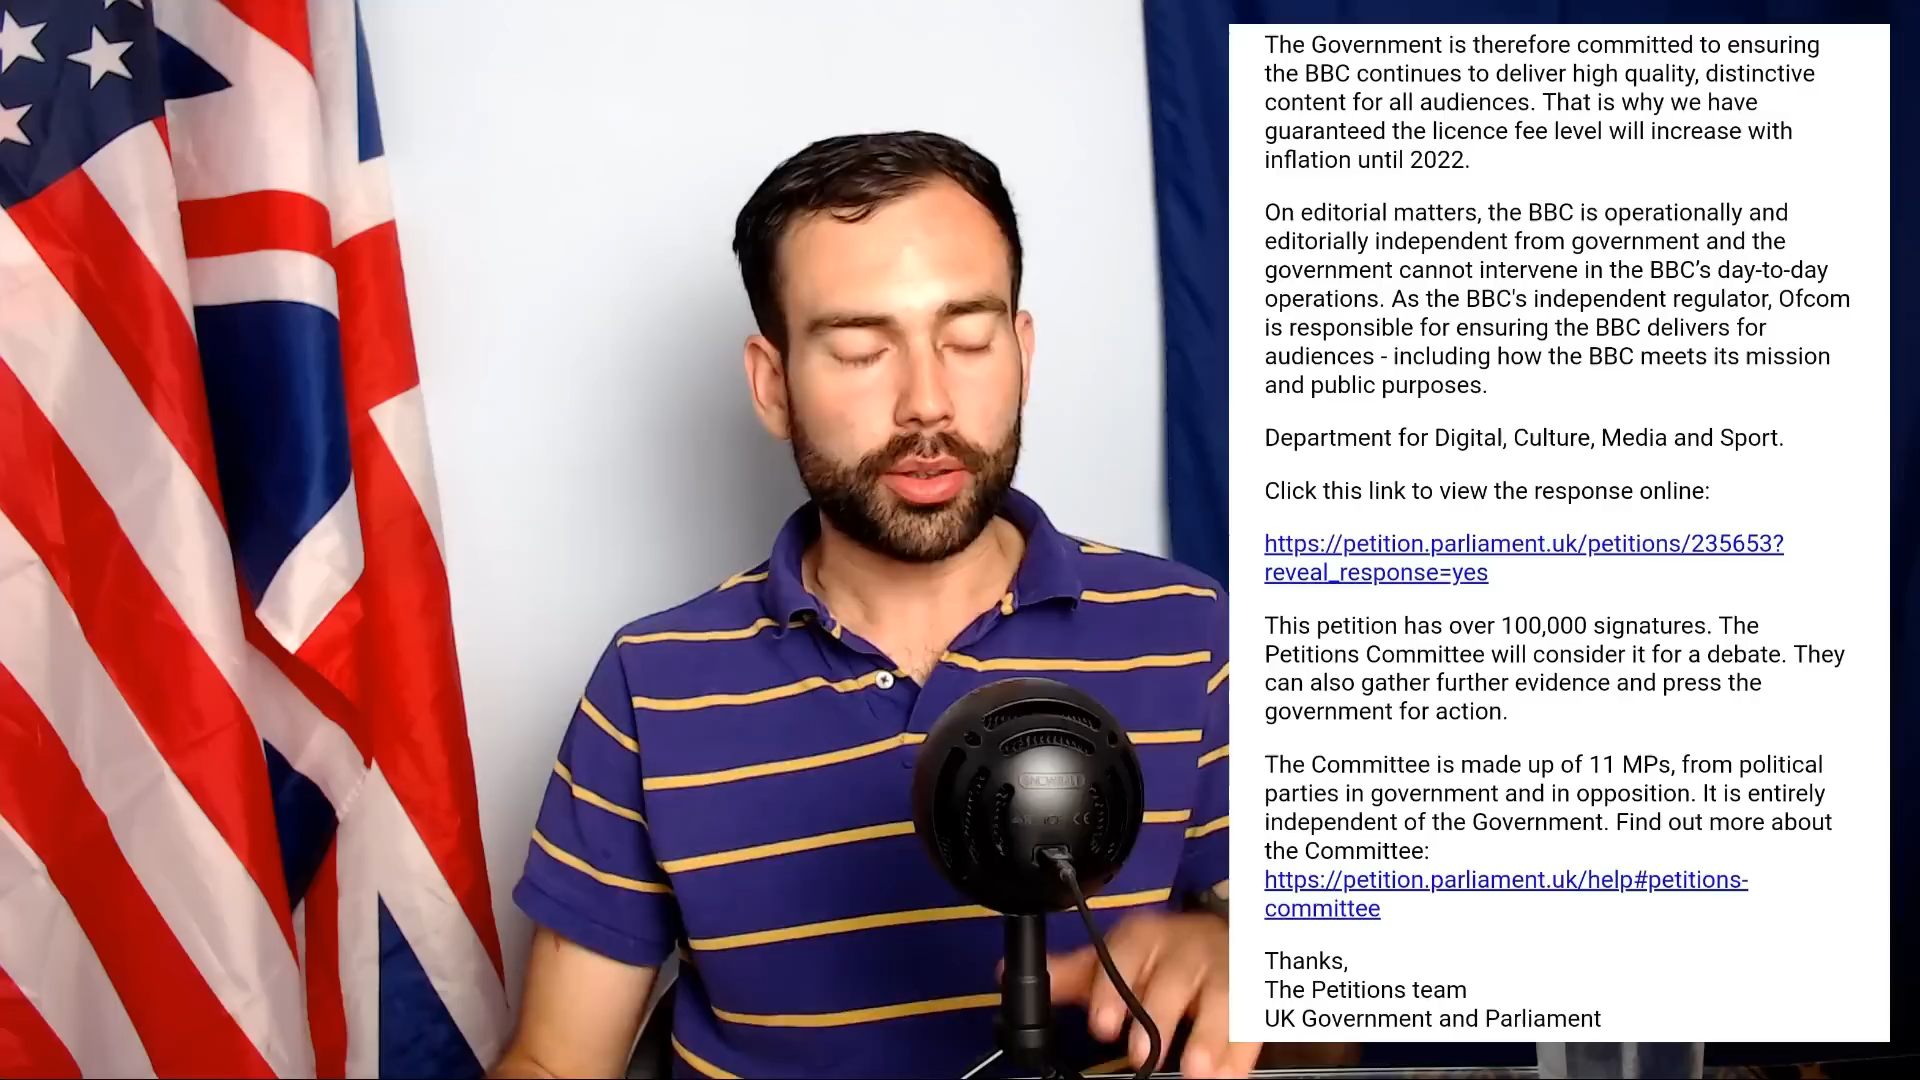 The Government is therefore committed to ensuring
the BBC continues to deliver high quality, distinctive
content for all audiences. That is why we have
guaranteed the licence fee level will increase with
inflation until 2022.
On editorial matters, the BBC is operationally and
editorially independent from government and the
government cannot intervene in the BBC’s day-to-day
operations. As the BBC's independent regulator, Ofcom
is responsible for ensuring the BBC delivers for
audiences - including how the BBC meets its mission
and public purposes.
Department for Digital, Culture, Media and Sport.
Click this link to view the response online:
https://petition.parliament.uk/petitions/235653?
reveal_response=yes
This petition has over 100,000 signatures. The
Petitions Committee will consider it for a debate. They
can also gather further evidence and press the
government for action.
The Committee is made up of 11 MPs, from political
parties in government and in opposition. It is entirely
independent of the Government. Find out more about
the Committee:
https://petition.parliament.uk/help#petitions-
committee
Thanks,
The Petitions team
UK Government and Parliament
SNOWBALL